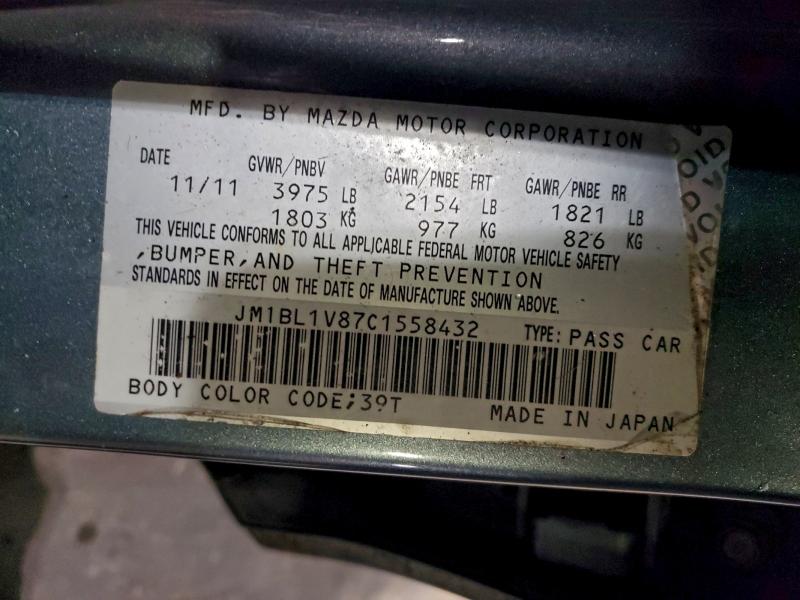 MFD. BY MAZDA MOTOR CORPORATION
DATE GVWR/PNBV GAWR/PNBE FRT GAWR/PNBE RR
11/11 3975 LB 2154 LB 1821 LB
1803 KG 977 KG 826 KG
THIS VEHICLE CONFORMS TO ALL APPLICABLE FEDERAL MOTOR VEHICLE SAFETY
,BUMPER,AND THEFT PREVENTION
STANDARDS IN EFFECT ON THE DATE OF MANUFACTURE SHOWN ABOVE.
JM1BL1V87C1558432 TYPE: PASS CAR
BODY COLOR CODE;39T MADE IN JAPAN
VOID